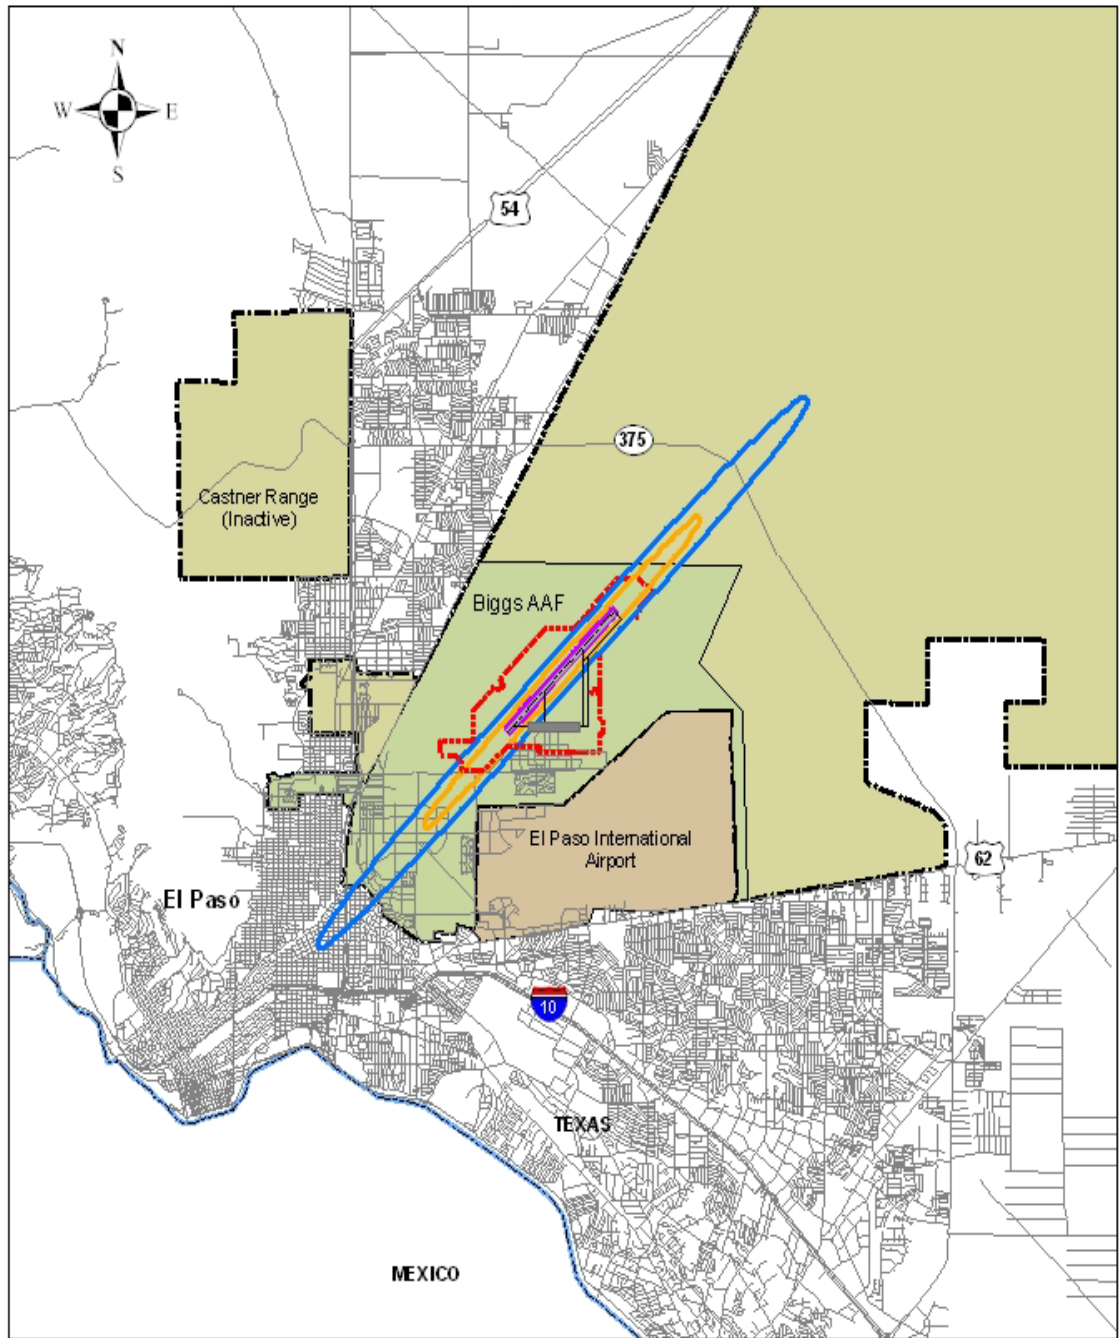 N
W E
S
54
375
Castner Range
(Inactive)
Biggs AAF
El Paso International
Airport
62
El Paso
10
TEXAS
MEXICO